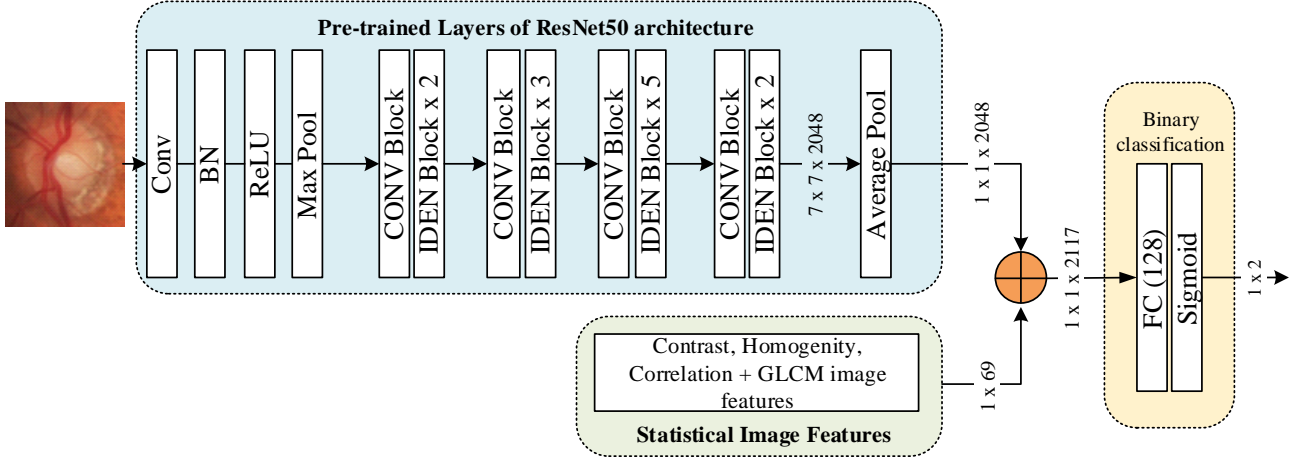 Pre-trained Layers of ResNet50 architecture
Conv
BN
ReLU
Max Pool
CONV Block
IDEN Block x 2
CONV Block
IDEN Block x 3
CONV Block
IDEN Block x 5
CONV Block
IDEN Block x 2
7 x 7 x 2048
Average Pool
1 x 1 x 2048
1 x 1 x 2117
Binary
classification
FC (128)
Sigmoid
1 x 2
Contrast, Homogenity,
Correlation + GLCM image
features
Statistical Image Features
1 x 69